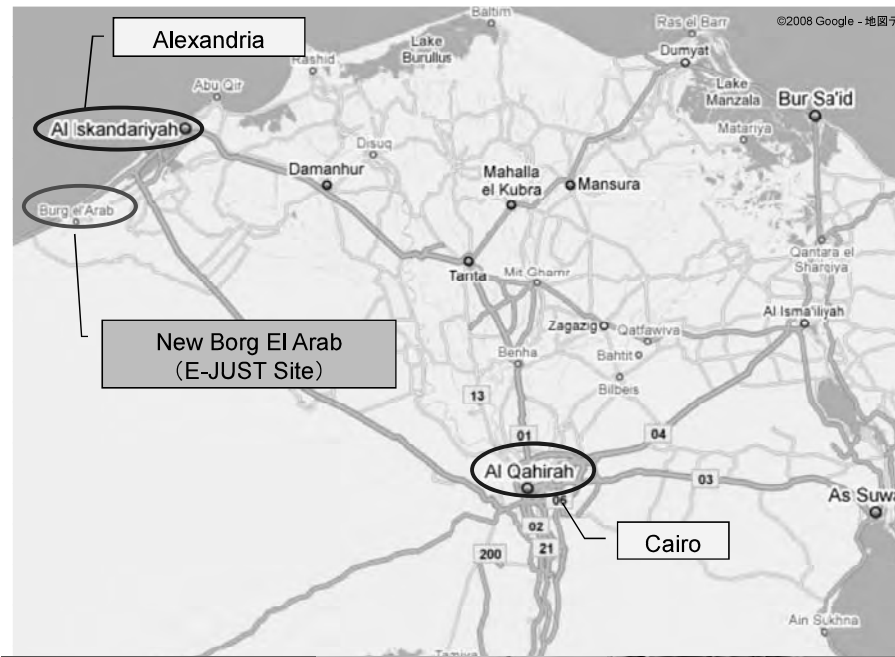 Baltim
Ras el Barr
©2008 Google - 地図デ
Alexandria
Lake
Burullus
Rashid
Dumyat
Abu Qir
Lake
Manzala
Bur Sa'id
Al Iskandariyah
Matariya
Disuq
Damanhur
Mahalla
el Kubra
Mansura
Burg el'Arab
Qantara el
Sharqiya
Tanta
Mit Ghamr
Al Isma'iliyah
Zagazig
Qatfawiva
New Borg El Arab
（E-JUST Site）
Benha
Bahtit
Bilbeis
13
01
04
Al Qahirah
03
06
As Suwa
02
Cairo
200
21
Ain Sukhna
Tamiya